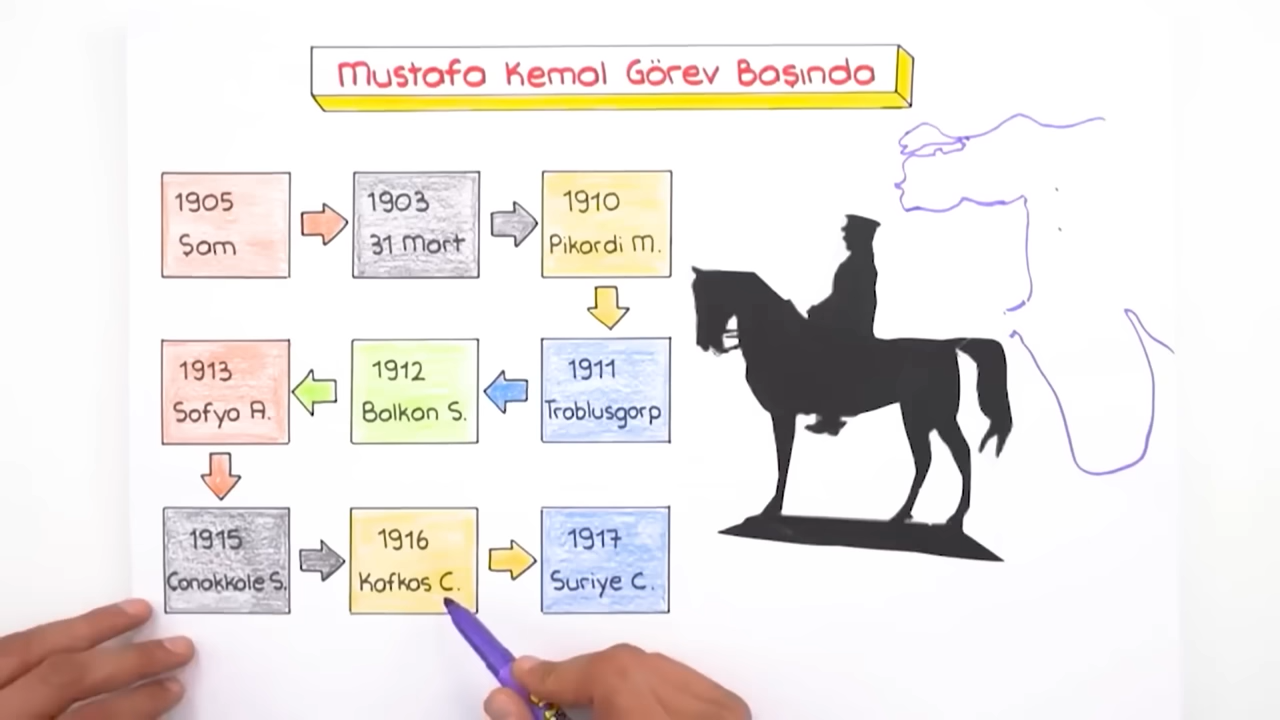 Mustafa Kemal Görev Başında
1905
Şam
1903
31 Mart
1910
Pikardi M.
1911
Trablusgarp
1912
Balkan S.
1913
Sofya A.
1915
Çanakkale S.
1916
Kafkas C.
1917
Suriye C.